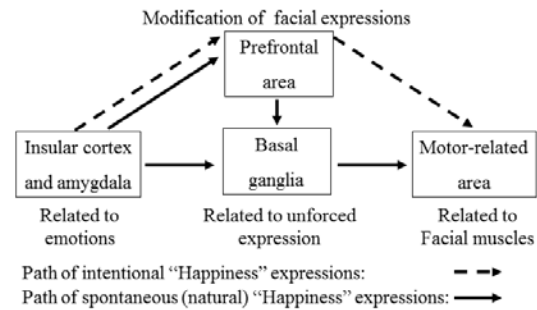 Modification of facial expressions
Prefrontal
area
Insular cortex
and amygdala
Basal
ganglia
Motor-related
area
Related to
emotions
Related to unforced
expression
Related to
Facial muscles
Path of intentional “Happiness” expressions:
Path of spontaneous (natural) “Happiness” expressions: